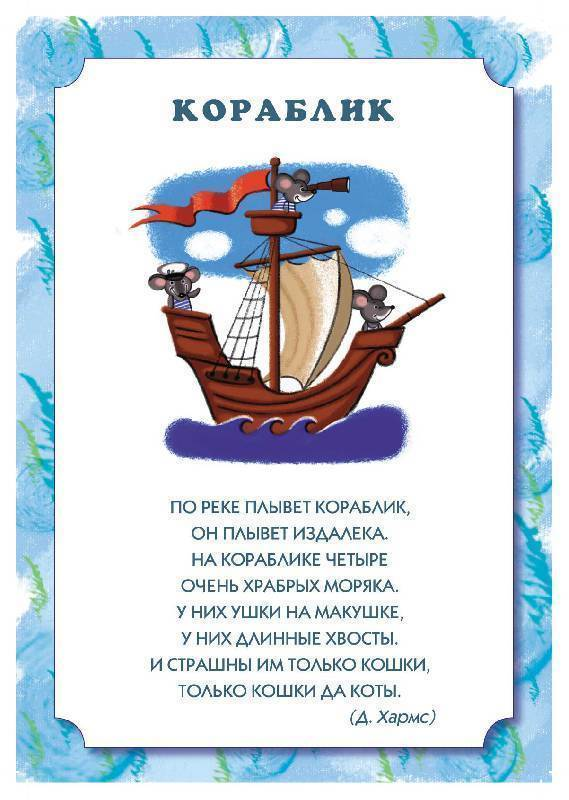 КОРАБЛИК
ПО РЕКЕ ПЛЫВЕТ КОРАБЛИК,
ОН ПЛЫВЕТ ИЗДАЛЕКА.
НА КОРАБЛИКЕ ЧЕТЫРЕ
ОЧЕНЬ ХРАБРЫХ МОРЯКА.
У НИХ УШКИ НА МАКУШКЕ,
У НИХ ДЛИННЫЕ ХВОСТЫ.
И СТРАШНЫ ИМ ТОЛЬКО КОШКИ,
ТОЛЬКО КОШКИ ДА КОТЫ.
(Д. Хармс)